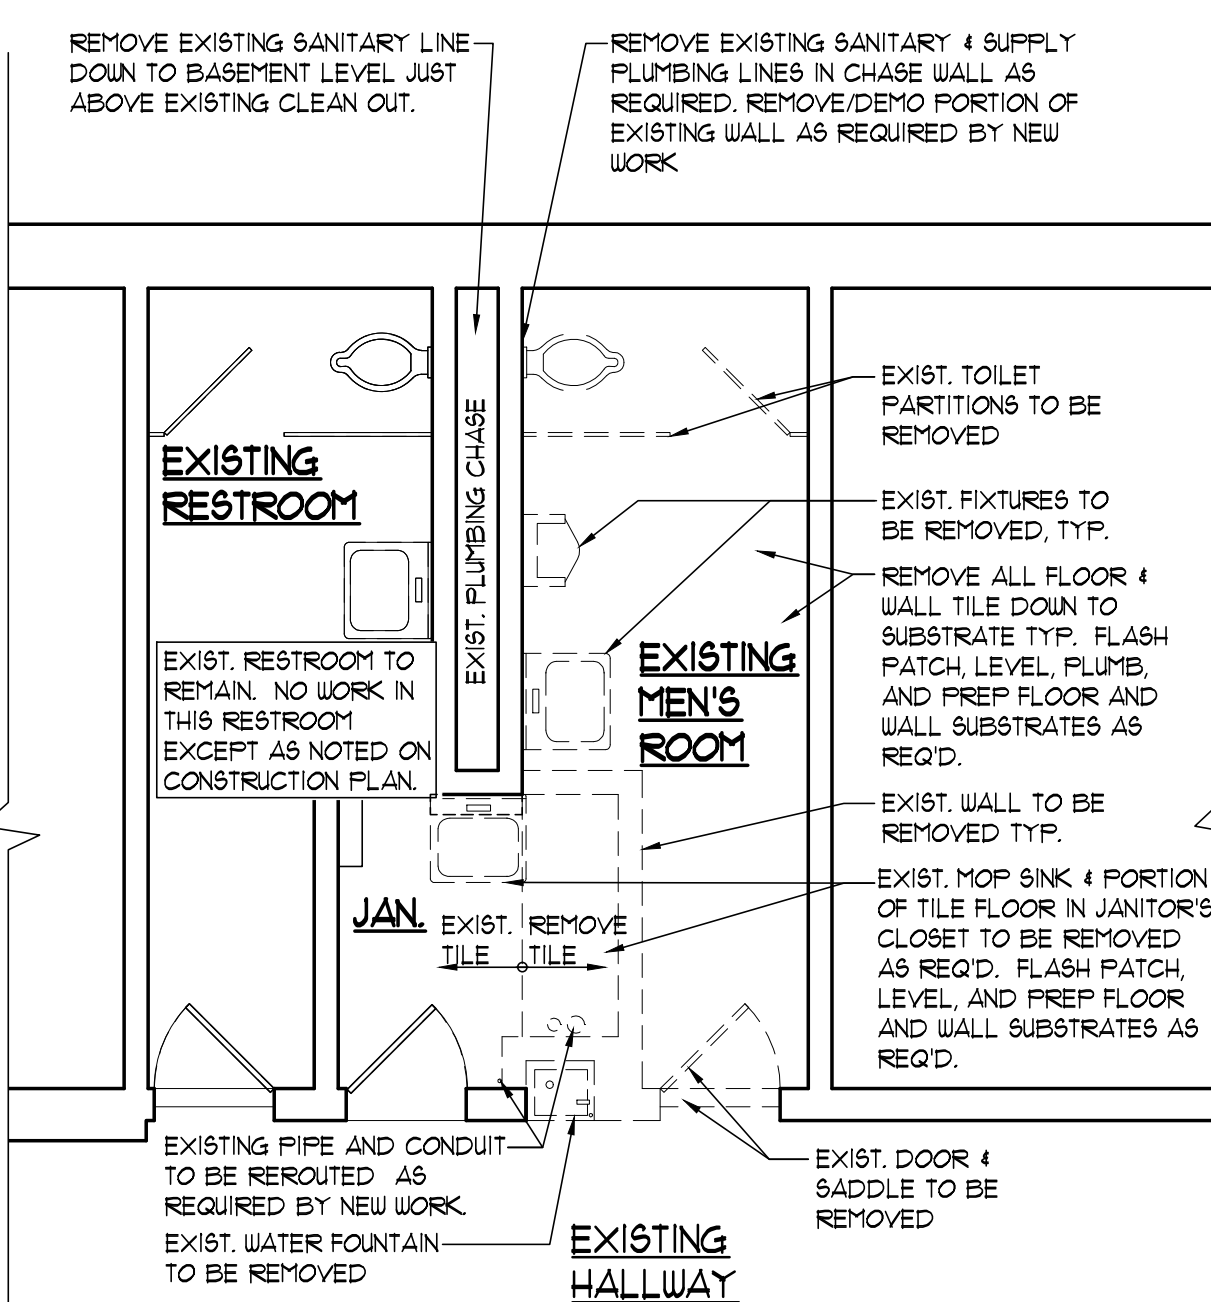 REMOVE EXISTING SANITARY LINE
DOWN TO BASEMENT LEVEL JUST
ABOVE EXISTING CLEAN OUT.
REMOVE EXISTING SANITARY & SUPPLY
PLUMBING LINES IN CHASE WALL AS
REQUIRED. REMOVE/DEMO PORTION OF
EXISTING WALL AS REQUIRED BY NEW
WORK
EXISTING
RESTROOM
EXIST. PLUMBING CHASE
EXIST. TOILET
PARTITIONS TO BE
REMOVED
EXIST. FIXTURES TO
BE REMOVED, TYP.
REMOVE ALL FLOOR &
WALL TILE DOWN TO
SUBSTRATE TYP. FLASH
PATCH, LEVEL, PLUMB,
AND PREP FLOOR AND
WALL SUBSTRATES AS
REQ'D.
EXIST. RESTROOM TO
REMAIN. NO WORK IN
THIS RESTROOM
EXCEPT AS NOTED ON
CONSTRUCTION PLAN.
EXISTING
MEN'S
ROOM
EXIST. WALL TO BE
REMOVED TYP.
EXIST. MOP SINK & PORTION
OF TILE FLOOR IN JANITOR'S
CLOSET TO BE REMOVED
AS REQ'D. FLASH PATCH,
LEVEL, AND PREP FLOOR
AND WALL SUBSTRATES AS
REQ'D.
JAN.
EXIST.
TILE
REMOVE
TILE
EXISTING PIPE AND CONDUIT
TO BE REROUTED AS
REQUIRED BY NEW WORK.
EXIST. WATER FOUNTAIN
TO BE REMOVED
EXIST. DOOR &
SADDLE TO BE
REMOVED
EXISTING
HALLWAY